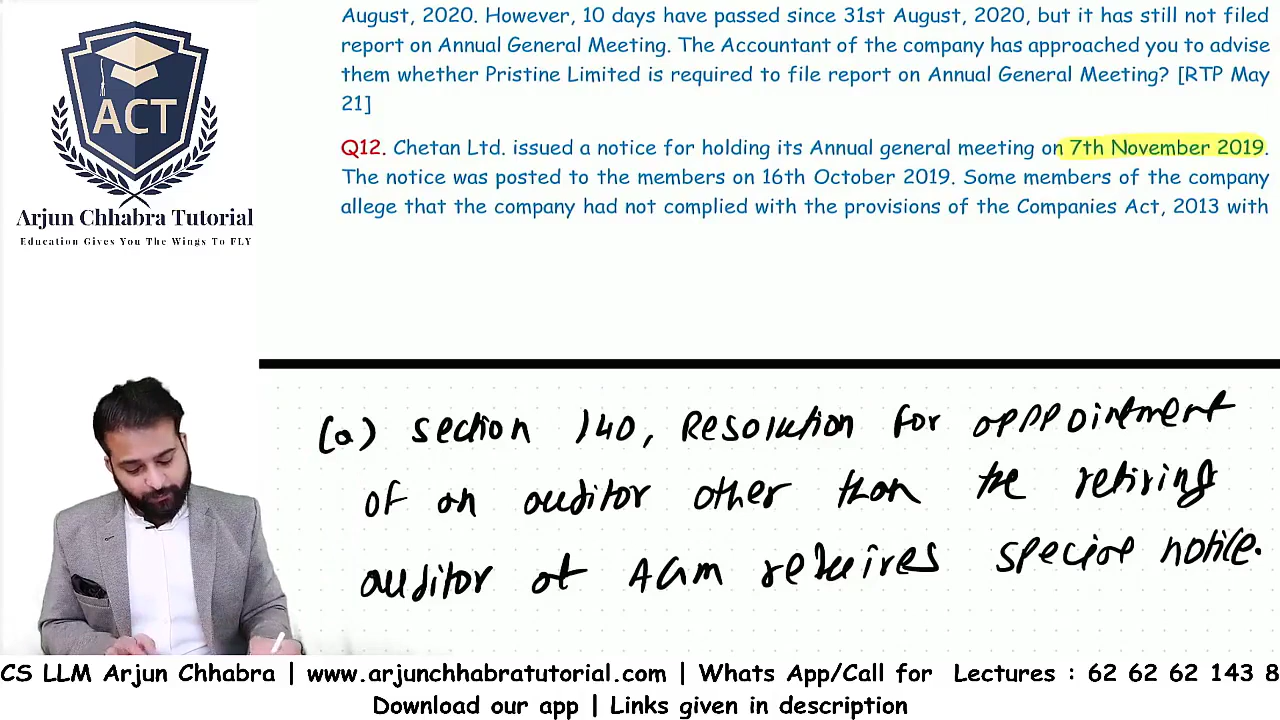 August, 2020. However, 10 days have passed since 31st August, 2020, but it has still not filed
report on Annual General Meeting. The Accountant of the company has approached you to advise
them whether Pristine Limited is required to file report on Annual General Meeting? [RTP May
21]
Q12. Chetan Ltd. issued a notice for holding its Annual general meeting on 7th November 2019.
The notice was posted to the members on 16th October 2019. Some members of the company
allege that the company had not complied with the provisions of the Companies Act, 2013 with
ACT
Arjun Chhabra Tutorial
Education Gives You The Wings To FLY
(a) section 140, Resolution for apppointment
of an auditor other than the retiring
auditor at AGM requires special notice.
CS LLM Arjun Chhabra | www.arjunchhabratutorial.com | Whats App/Call for Lectures : 62 62 62 143 8
Download our app | Links given in description